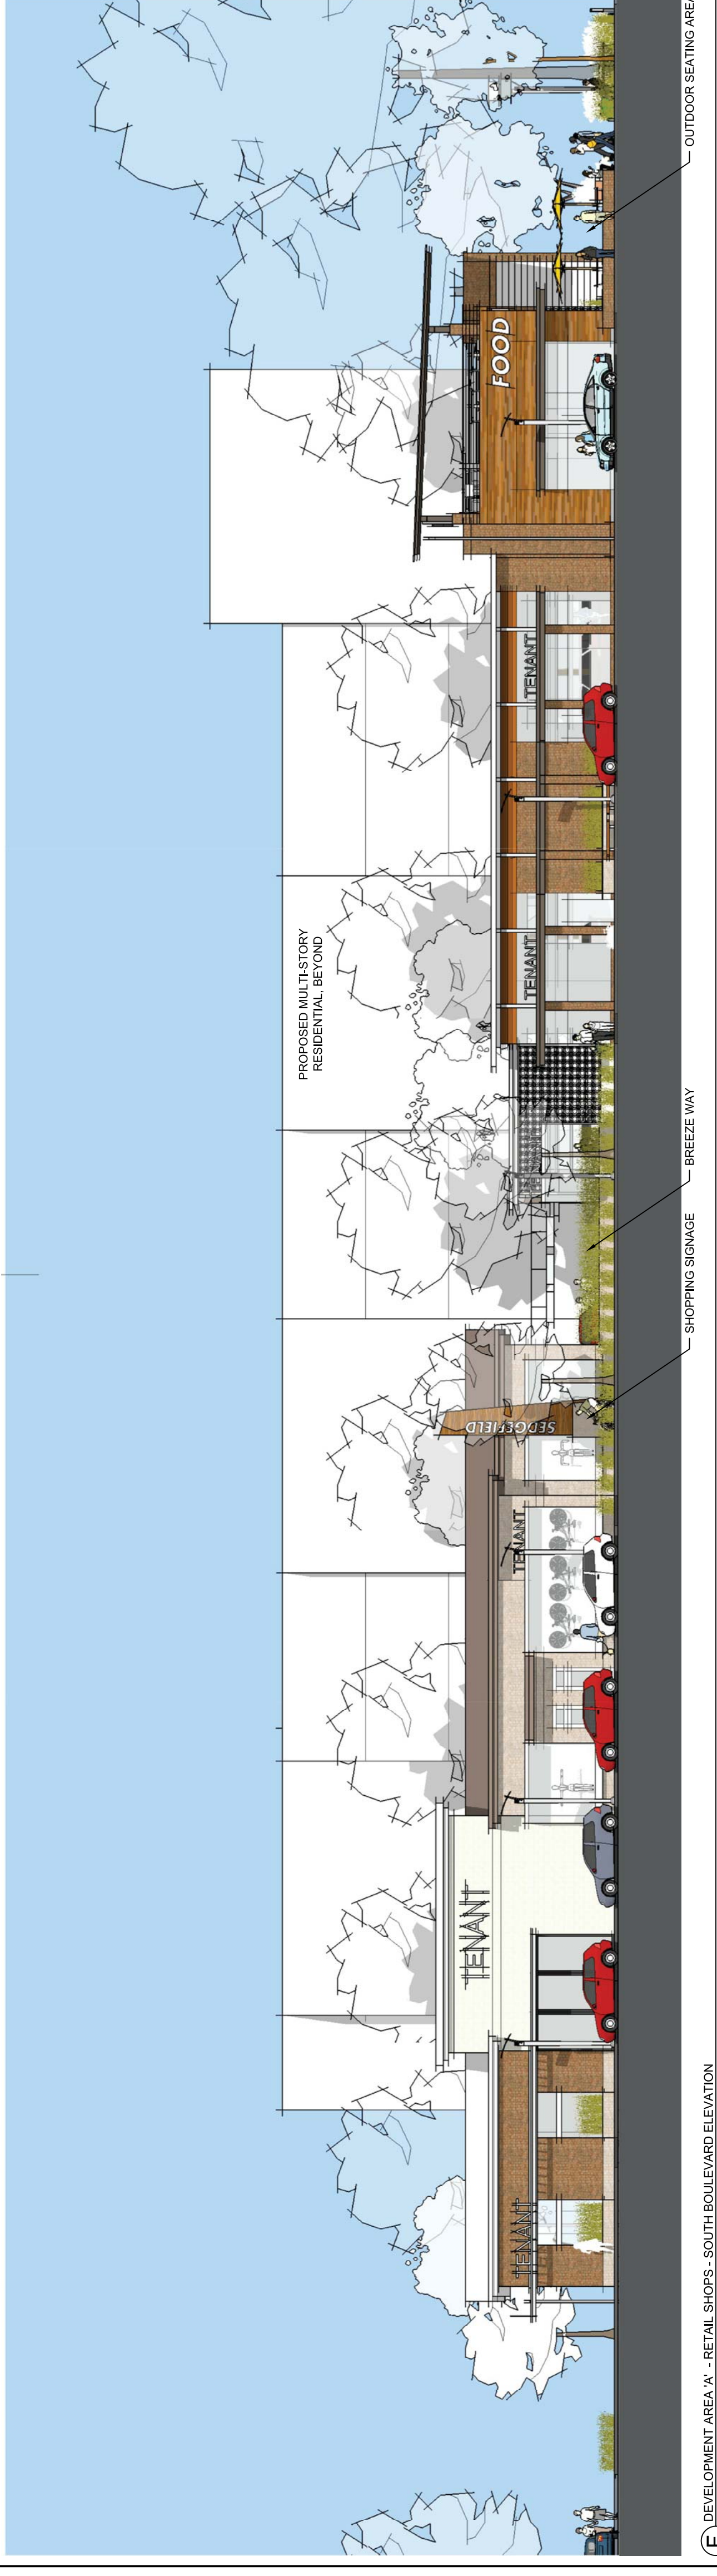 PROPOSED MULTI-STORY
RESIDENTIAL, BEYOND
TENANT
TENANT
TENANT
SEDGEFIELD
TENANT
TENANT
FOOD
SHOPPING SIGNAGE
BREEZE WAY
OUTDOOR SEATING AREA
DEVELOPMENT AREA 'A' - RETAIL SHOPS - SOUTH BOULEVARD ELEVATION